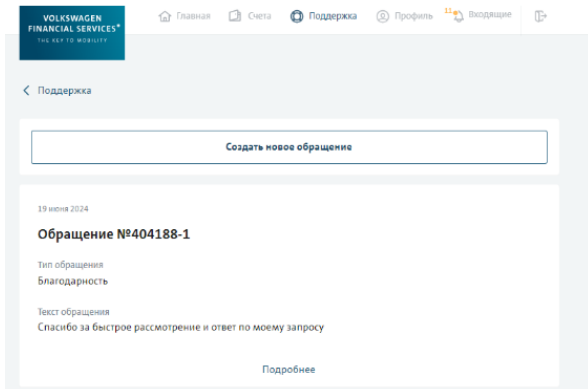 VOLKSWAGEN
FINANCIAL SERVICES*
THE KEY TO MOBILITY
Главная Счета Поддержка Профиль 11 Входящие
Поддержка
Создать новое обращение
19 июня 2024
Обращение №404188-1
Тип обращения
Благодарность
Текст обращения
Спасибо за быстрое рассмотрение и ответ по моему запросу
Подробнее